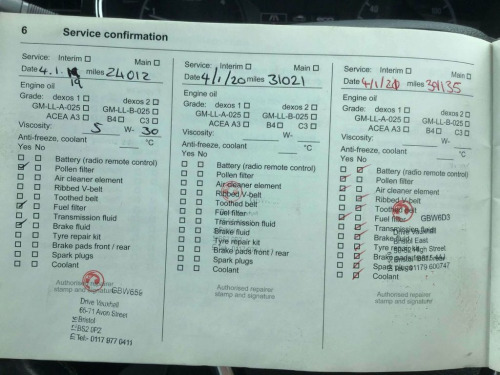 6 Service confirmation
Service: Interim Main
Date 4.1.19 miles 24012
Engine oil
Grade: dexos 1 dexos 2
GM-LL-A-025 GM-LL-B-025
ACEA A3 B4 C3
Viscosity: 5 W- 30
Anti-freeze, coolant °C
Yes No
Battery (radio remote control)
Pollen filter
Air cleaner element
Ribbed V-belt
Toothed belt
Fuel filter
Transmission fluid
Brake fluid
Tyre repair kit
Brake pads front / rear
Spark plugs
Coolant
Authorised repairer
stamp and signature
GBW659
Drive Vauxhall
65-71 Avon Street
Bristol
BS2 0PZ
Tel:- 0117 977 0411
Service: Interim Main
Date 4/1/20 miles 31021
Engine oil
Grade: dexos 1 dexos 2
GM-LL-A-025 GM-LL-B-025
ACEA A3 B4 C3
Viscosity: W-
Anti-freeze, coolant °C
Yes No
Battery (radio remote control)
Pollen filter
Air cleaner element
Ribbed V-belt
Toothed belt
Fuel filter
Transmission fluid
Brake fluid
Tyre repair kit
Brake pads front / rear
Spark plugs
Coolant
Authorised repairer
stamp and signature
Service: Interim Main
Date 4/1/20 miles
Engine oil
Grade: dexos 1 dexos 2
GM-LL-A-025 GM-LL-B-025
ACEA A3 B4 C3
Viscosity: W-
Anti-freeze, coolant °C
Yes No
Battery (radio remote control)
Pollen filter
Air cleaner element
Ribbed V-belt
Toothed belt
Fuel filter GBW6D3
Transmission fluid
Drive Vauxhall
Brake fluid
Bristol East
Tyre repair kit
High Street
Brake pads
Bristol
Spark plugs
01179 600747
Coolant
Authorised repairer
stamp and signature